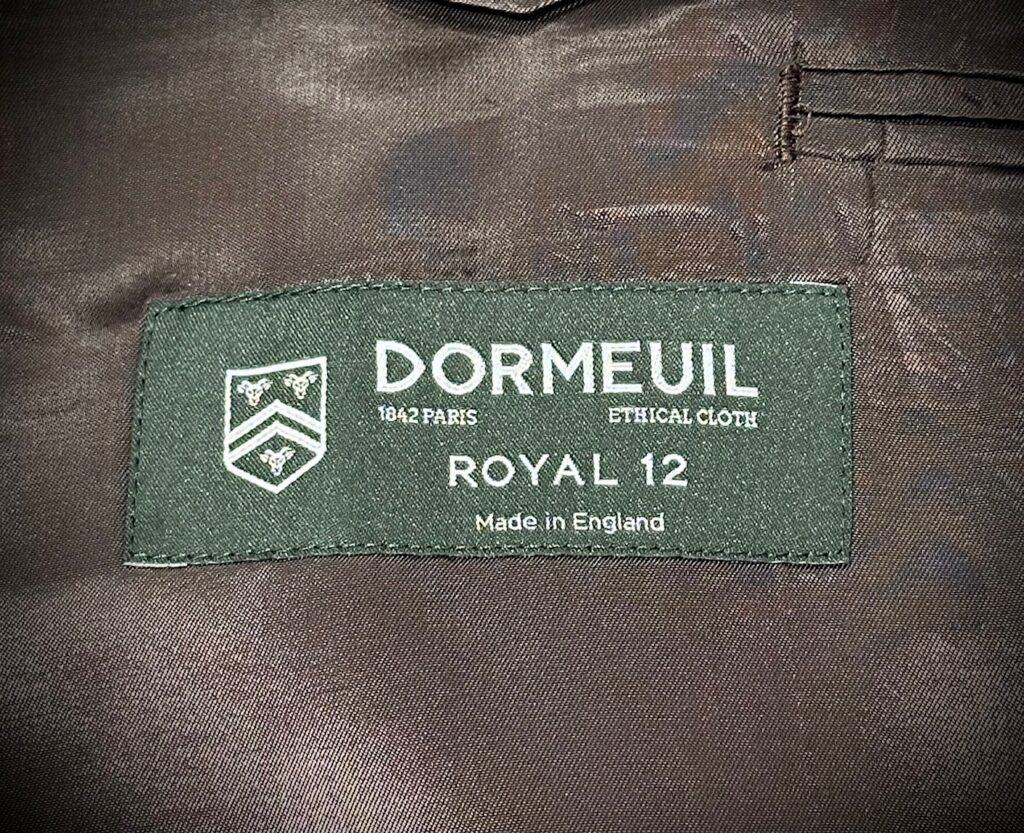 DORMEUIL
1842 PARIS ETHICAL CLOTH
ROYAL 12
Made in England